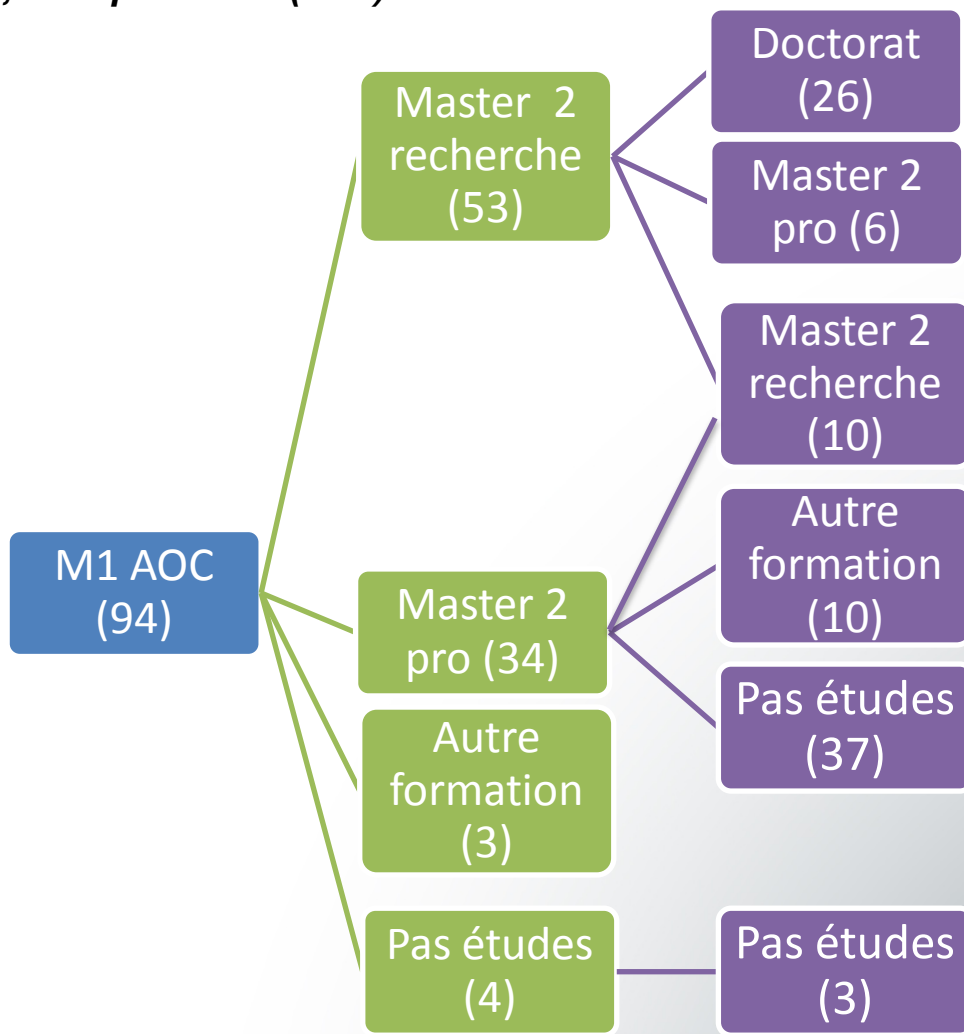 M1 AOC
(94)
Master 2
recherche
(53)
Master 2
pro (34)
Autre
formation
(3)
Pas études
(4)
Doctorat
(26)
Master 2
pro (6)
Master 2
recherche
(10)
Autre
formation
(10)
Pas études
(37)
Pas études
(3)